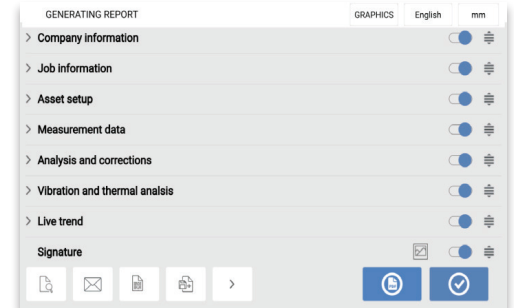 GENERATING REPORT GRAPHICS English mm
Company information
Job information
Asset setup
Measurement data
Analysis and corrections
Vibration and thermal analsis
Live trend
Signature